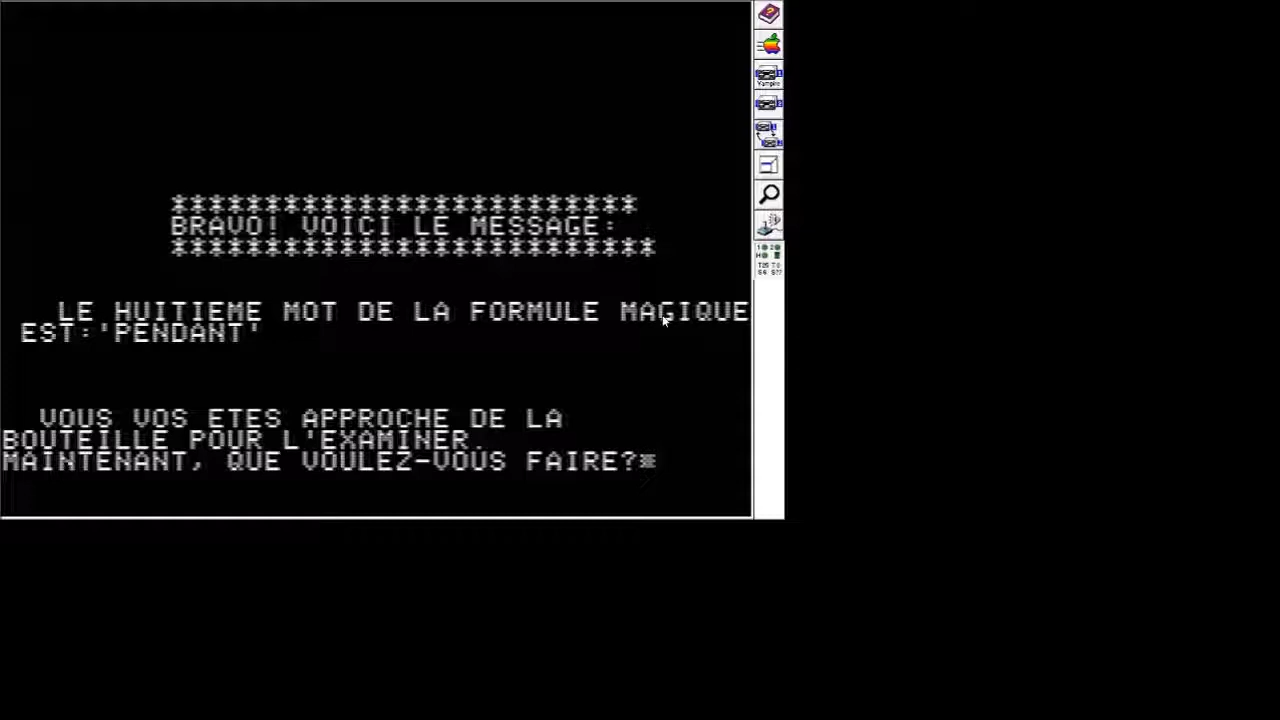 *************************
BRAVO! VOICI LE MESSAGE:
**************************
LE HUITIEME MOT DE LA FORMULE MAGIQUE
EST:'PENDANT'
VOUS VOS ETES APPROCHE DE LA
BOUTEILLE POUR L'EXAMINER.
MAINTENANT, QUE VOULEZ-VOUS FAIRE?